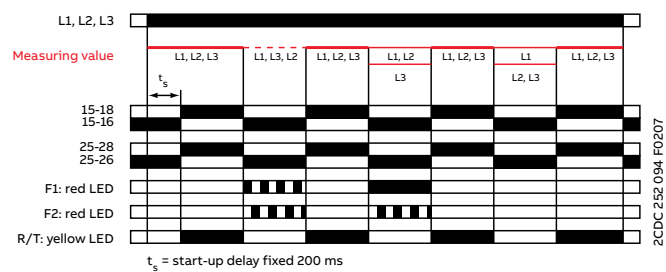 L1, L2, L3
Measuring value
L1, L2, L3
L1, L3, L2
L1, L2, L3
L1, L2
L3
L1, L2, L3
L1
L2, L3
L1, L2, L3
ts
15-18
15-16
25-28
25-26
F1: red LED
F2: red LED
R/T: yellow LED
ts = start-up delay fixed 200 ms
2CDC 252 094 F0207